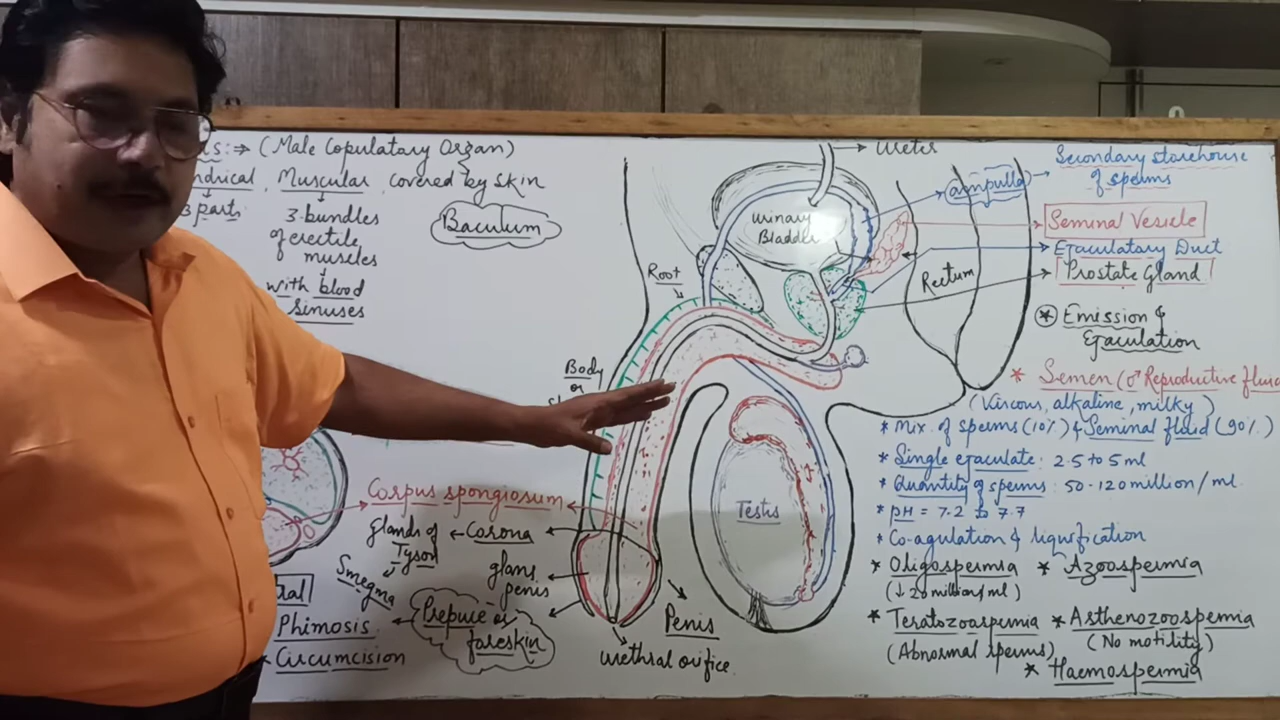 (Male Copulatory Organ)
Muscular, covered by skin
3 parts
3 bundles
of erectile
muscles
with blood
Sinuses
Baculum
Root
Body
or
Corpus spongiosum
glands of
Tyson
Corona
Smegma
glans
penis
Prepuce or
foreskin
Phimosis
Circumcision
Penis
urethral orifice
Ureter
urinary
Bladder
ampulla
Rectum
Testis
Secondary storehouse
of sperms
Seminal Vesicle
Ejaculatory Duct
Prostate Gland
* Emission &
Ejaculation
* Semen (♂ Reproductive fluid
(Viscous, alkaline, milky)
* Mix. of sperms (10%) & Seminal fluid (90%)
* Single ejaculate: 2.5 to 5 ml
* Quantity of sperms: 50-120 million/ml.
* pH = 7.2 to 7.7
* Co-agulation & liquification
* Oligospermia * Azoospermia
(↓ 20 million/ml)
* Teratozoospermia * Asthenozoospemia
(Abnormal sperms) (No motility)
* Haemospermia